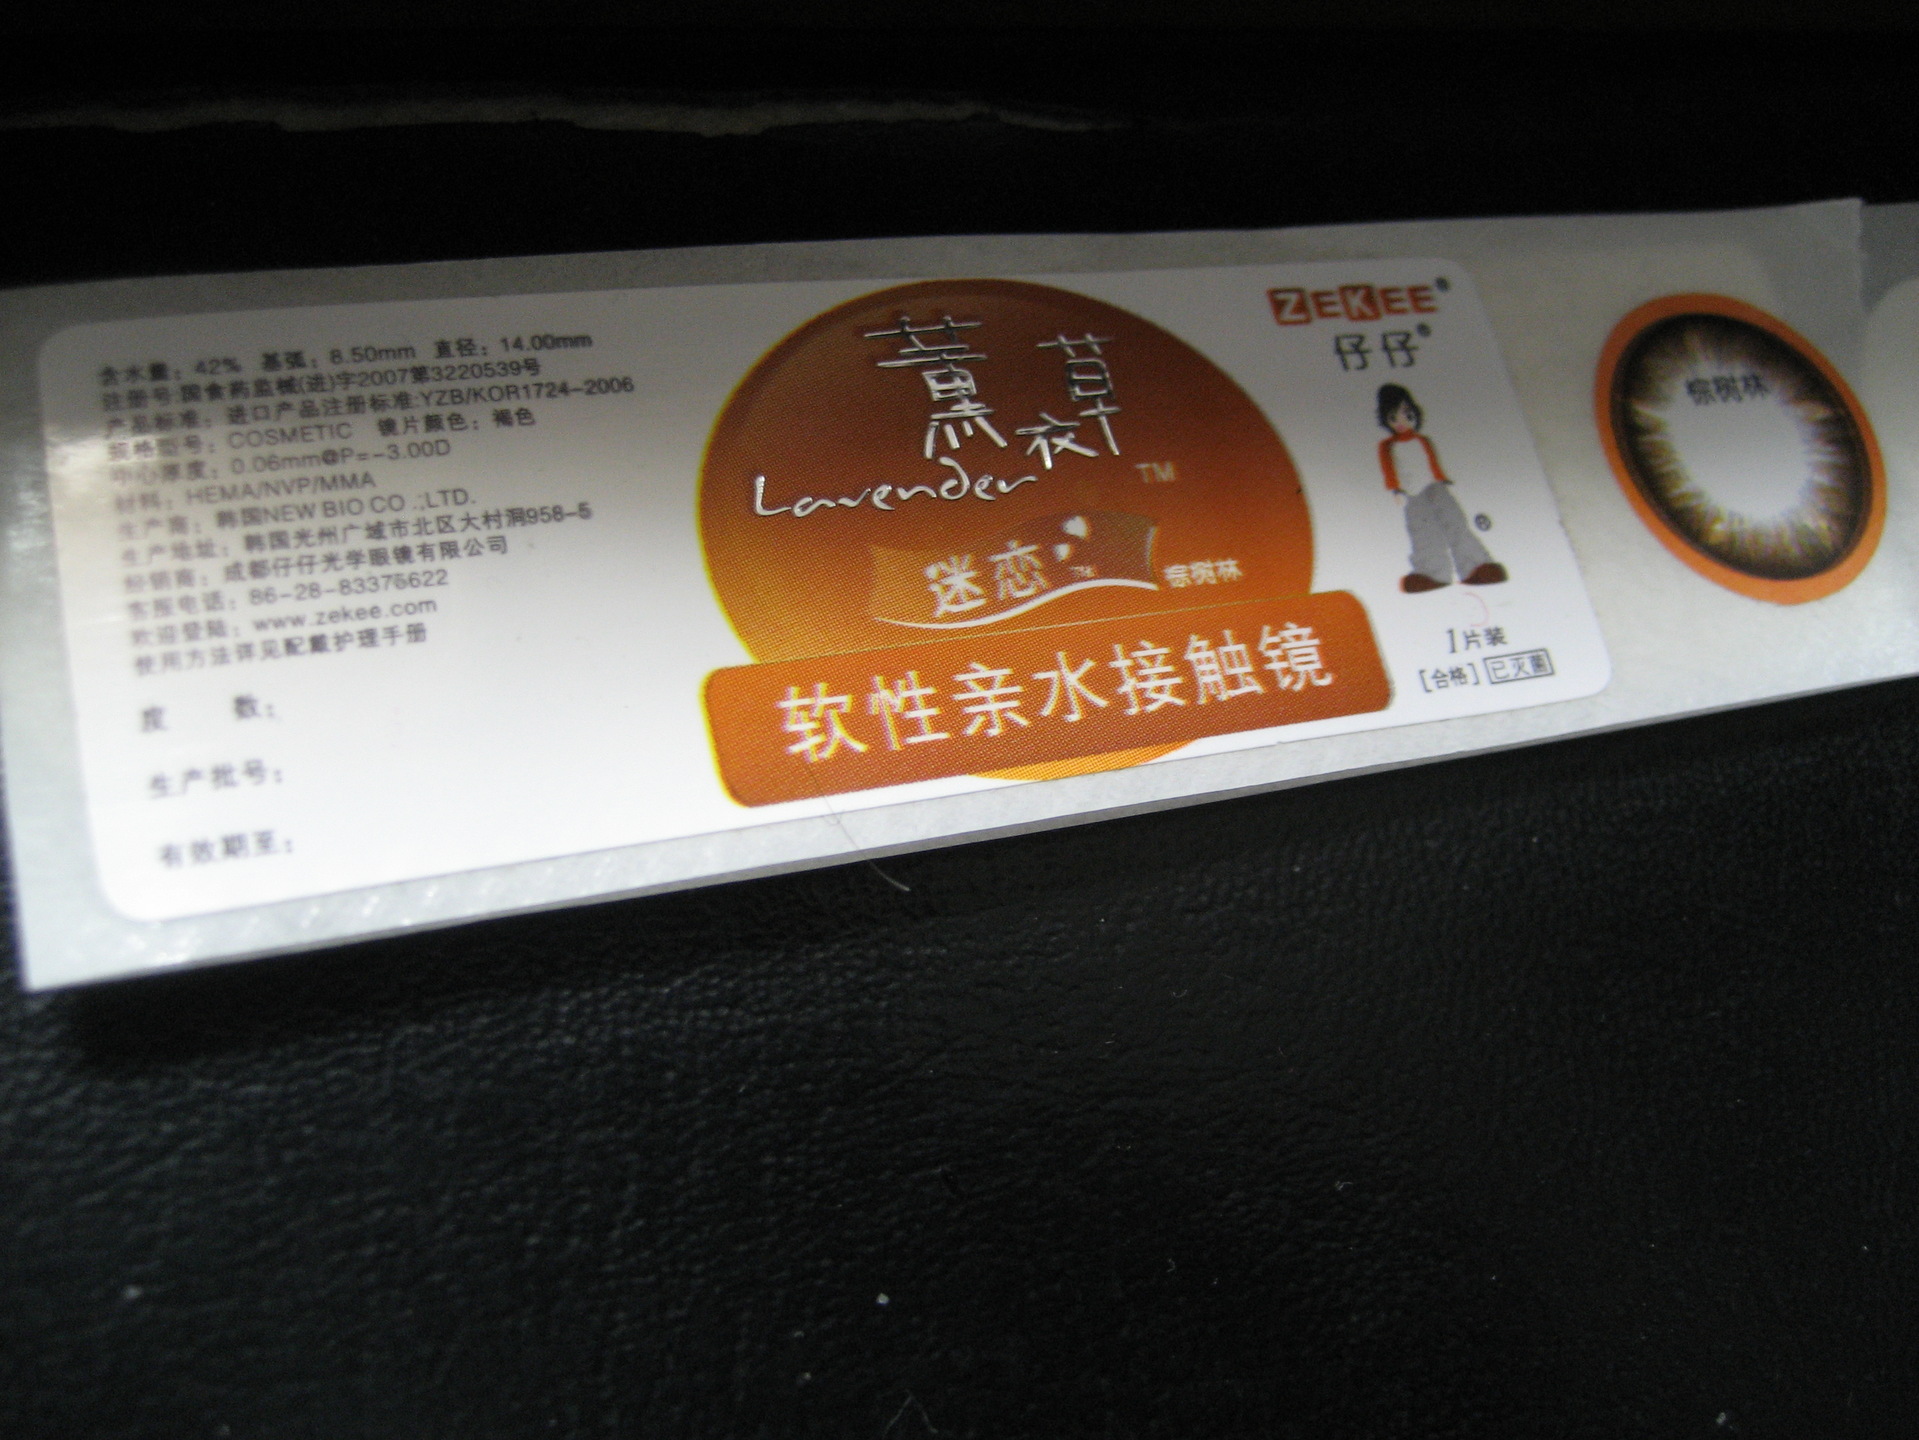 含水量：42% 基弧：8.50mm 直径：14.00mm
注册号:国食药监械(进)字2007第3220539号
产品标准：进口产品注册标准:YZB/KOR1724-2006
规格型号：COSMETIC 镜片颜色：褐色
中心厚度：0.06mm@P=-3.00D
材料：HEMA/NVP/MMA
生产商：韩国NEW BIO CO .;LTD.
生产地址：韩国光州广域市北区大村洞958-5
经销商：成都仔仔光学眼镜有限公司
客服电话：86-28-83376622
欢迎登陆：www.zekee.com
使用方法详见配戴护理手册
度 数：
生产批号：
有效期至：
薰衣草
Lavender TM
迷恋 TM 棕树林
软性亲水接触镜
ZEKEE®
仔仔®
®
1片装
[合格] 已灭菌
棕树林